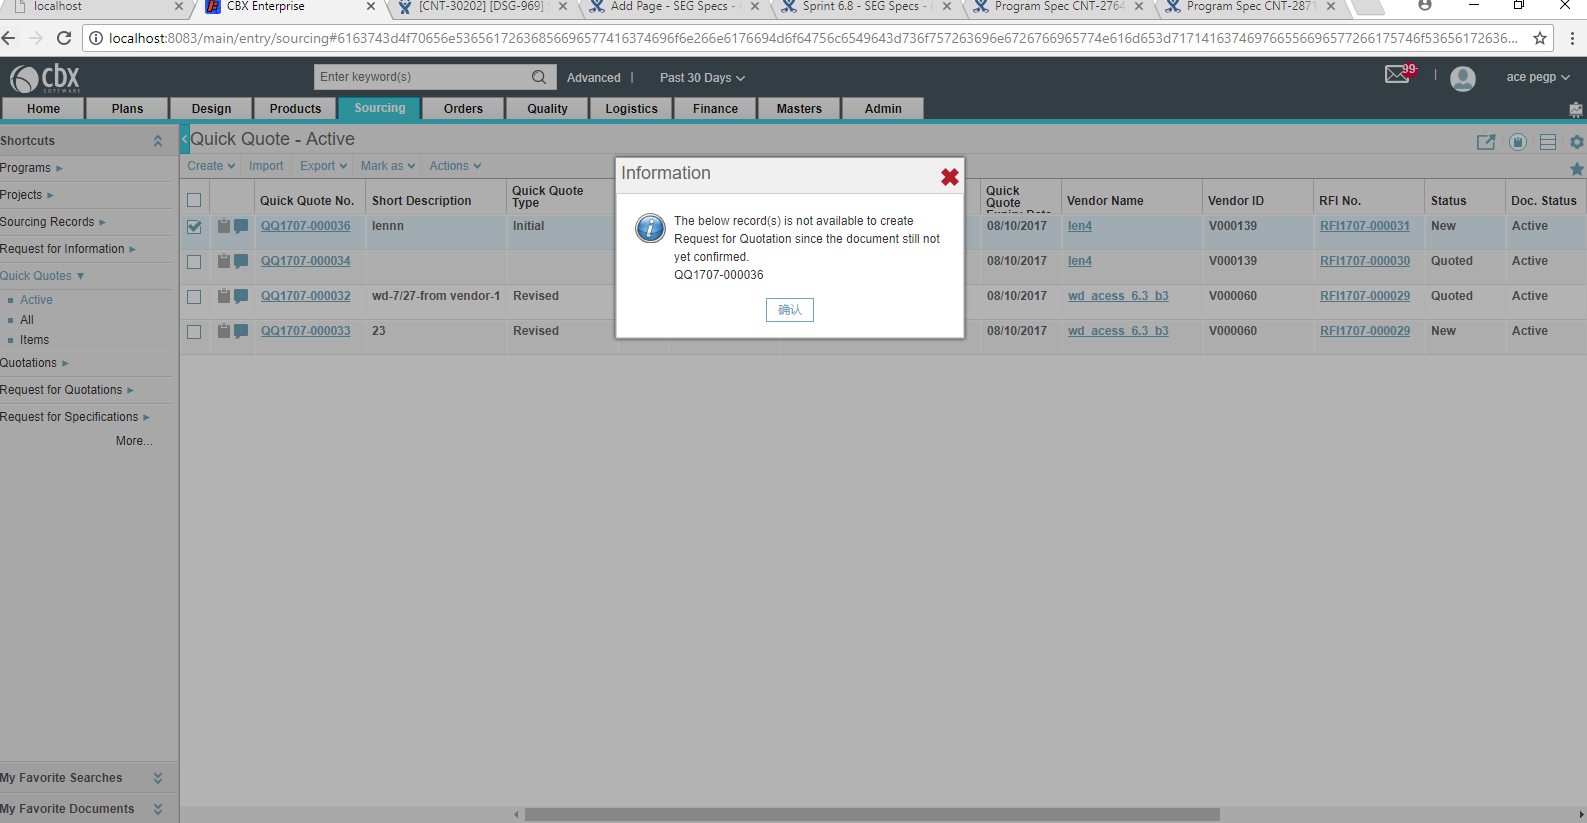 localhost
CBX Enterprise
[CNT-30202] [DSG-969]
Add Page - SEG Specs -
Sprint 6.8 - SEG Specs -
Program Spec CNT-2764
Program Spec CNT-2871
localhost:8083/main/entry/sourcing#6163743d4f70656e53656172636856696577416374696f6e266e6176694d6f64756c6549643d736f757263696e6726766965774e616d653d71714163746976655669657726617574 6f53656172636...
cbx
SOFTWARE
Enter keyword(s)
Advanced
Past 30 Days
99
ace pegp
Home
Plans
Design
Products
Sourcing
Orders
Quality
Logistics
Finance
Masters
Admin
Shortcuts
Programs
Projects
Sourcing Records
Request for Information
Quick Quotes
Active
All
Items
Quotations
Request for Quotations
Request for Specifications
More...
My Favorite Searches
My Favorite Documents
Quick Quote - Active
Create
Import
Export
Mark as
Actions
Quick Quote No.
Short Description
Quick Quote
Type
Quick
Quote
Expiry Date
Vendor Name
Vendor ID
RFI No.
Status
Doc. Status
QQ1707-000036
lennn
Initial
08/10/2017
len4
V000139
RFI1707-000031
New
Active
QQ1707-000034
08/10/2017
len4
V000139
RFI1707-000030
Quoted
Active
QQ1707-000032
wd-7/27-from vendor-1
Revised
08/10/2017
wd_acess_6.3_b3
V000060
RFI1707-000029
Quoted
Active
QQ1707-000033
23
Revised
08/10/2017
wd_acess_6.3_b3
V000060
RFI1707-000029
New
Active
Information
The below record(s) is not available to create
Request for Quotation since the document still not
yet confirmed.
QQ1707-000036
确认